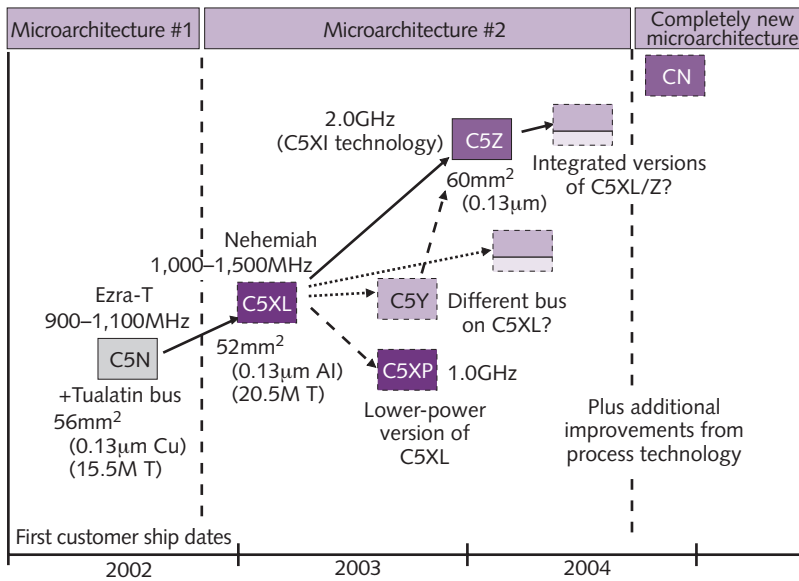 Microarchitecture #1
Microarchitecture #2
Completely new
microarchitecture
CN
2.0GHz
(C5XI technology)
C5Z
Integrated versions
of C5XL/Z?
60mm²
(0.13µm)
Nehemiah
1,000–1,500MHz
C5XL
C5Y
Different bus
on C5XL?
Ezra-T
900–1,100MHz
C5N
52mm²
(0.13µm Al)
(20.5M T)
C5XP
1.0GHz
+Tualatin bus
56mm²
(0.13µm Cu)
(15.5M T)
Lower-power
version of
C5XL
Plus additional
improvements from
process technology
First customer ship dates
2002
2003
2004